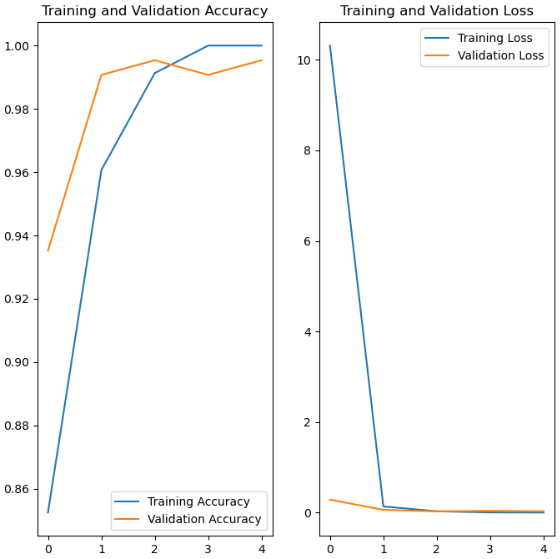 Training and Validation Accuracy
1.00
0.98
0.96
0.94
0.92
0.90
0.88
0.86
Training Accuracy
Validation Accuracy
0 1 2 3 4
Training and Validation Loss
Training Loss
Validation Loss
10
8
6
4
2
0
0 1 2 3 4